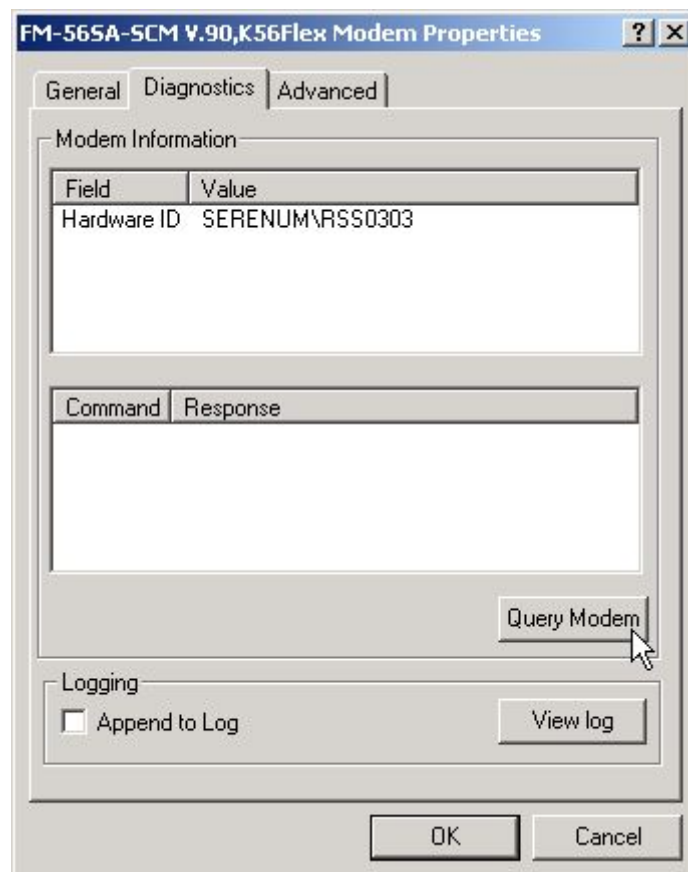 FM-56SA-SCM V.90,K56Flex Modem Properties
General Diagnostics Advanced
Modem Information
Field Value
Hardware ID SERENUM\RSS0303
Command Response
Query Modem
Logging
Append to Log View log
OK Cancel